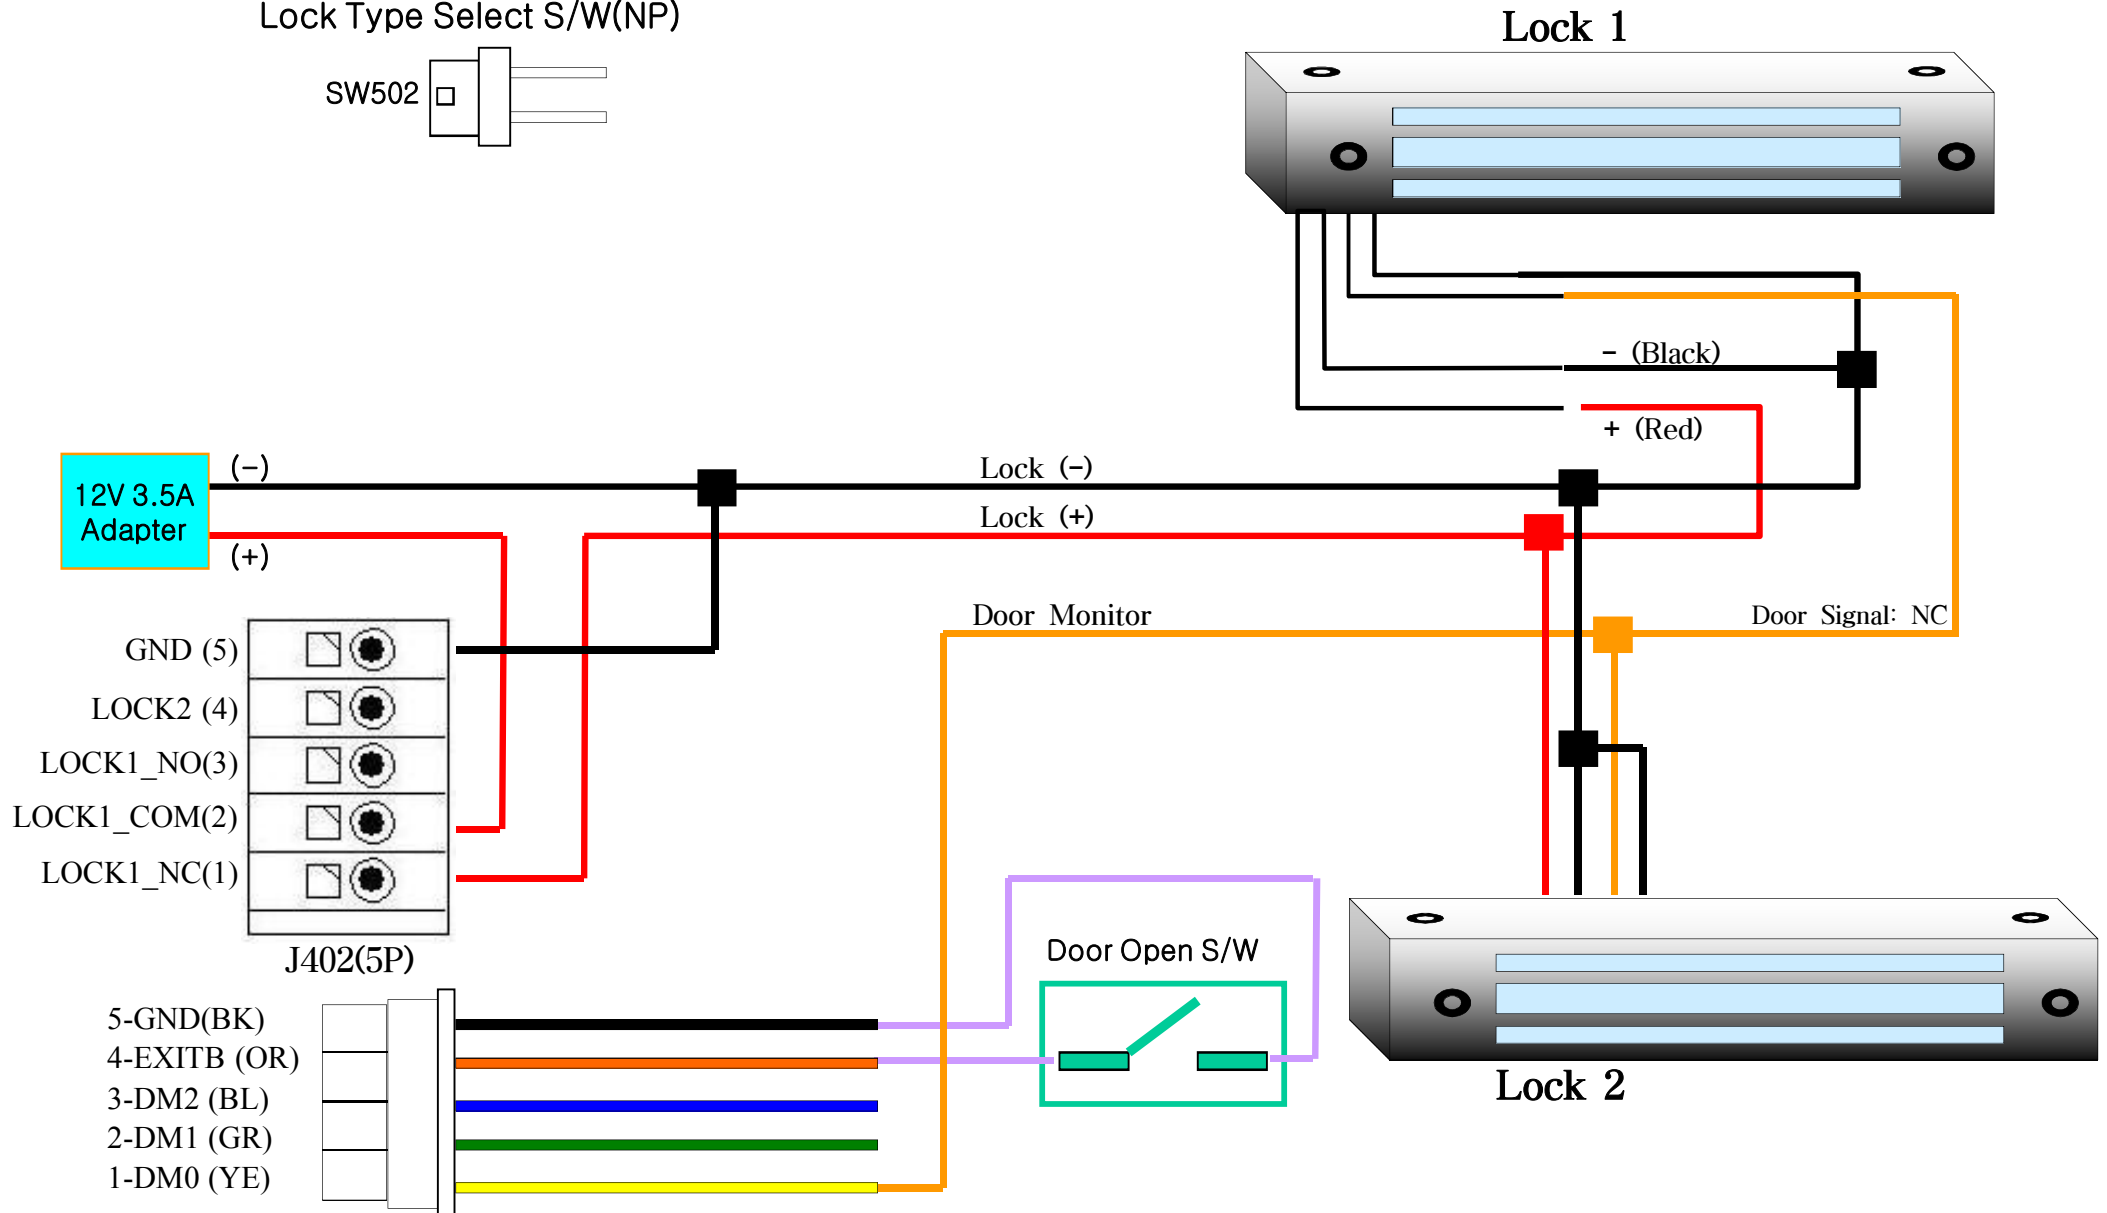 Lock Type Select S/W(NP)
SW502
Lock 1
- (Black)
+ (Red)
(-)
12V 3.5A
Adapter
(+)
Lock (-)
Lock (+)
Door Monitor
Door Signal: NC
GND (5)
LOCK2 (4)
LOCK1_NO(3)
LOCK1_COM(2)
LOCK1_NC(1)
J402(5P)
Door Open S/W
5-GND(BK)
4-EXITB (OR)
3-DM2 (BL)
2-DM1 (GR)
1-DM0 (YE)
Lock 2